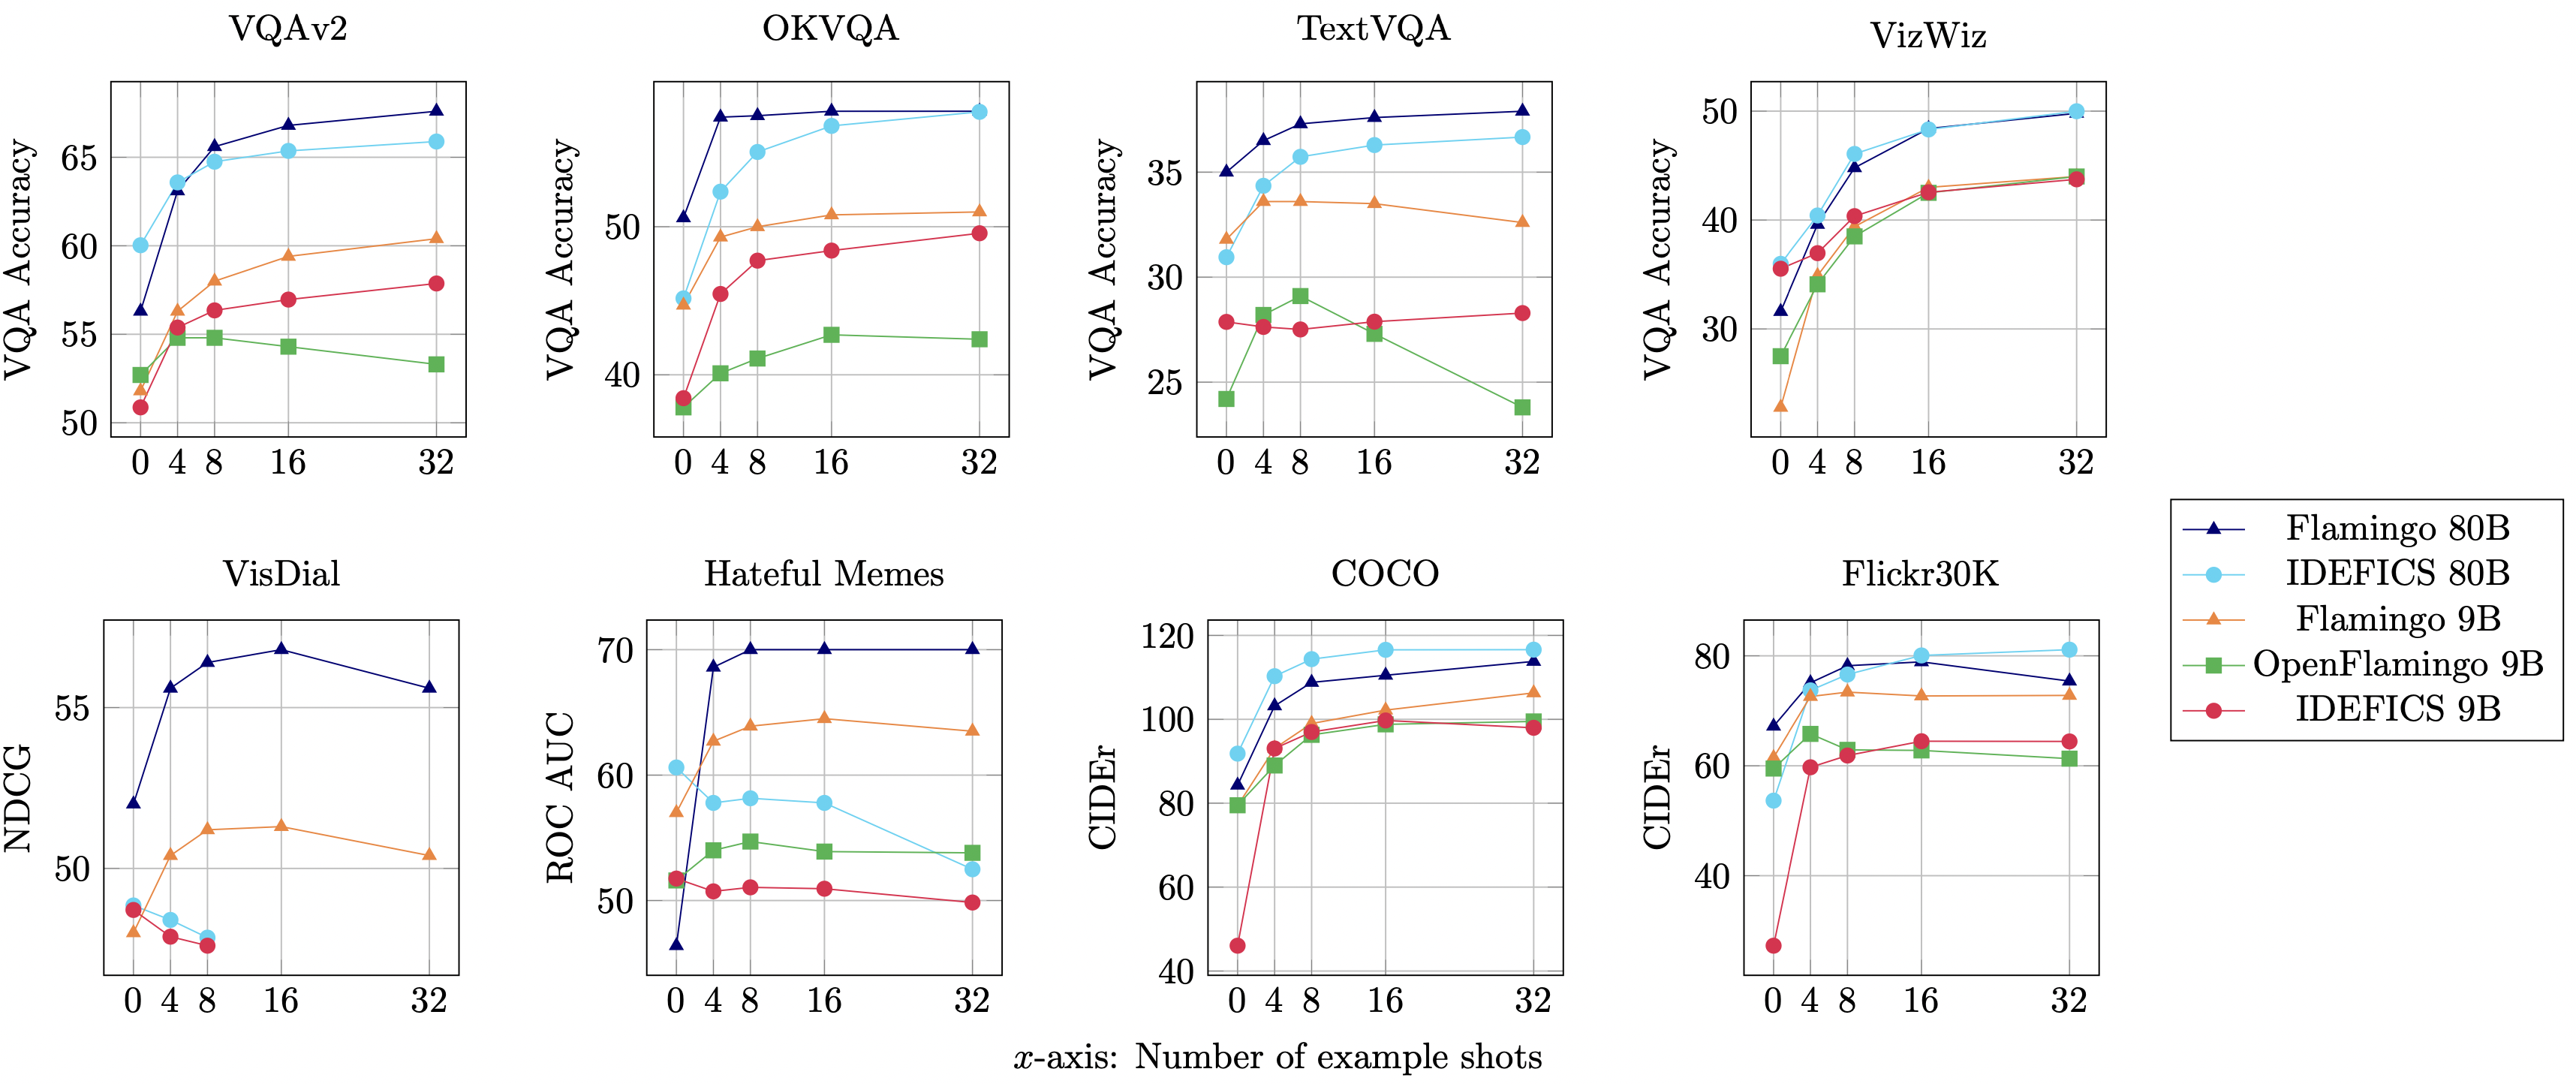 VQAv2
OKVQA
TextVQA
VizWiz
VQA Accuracy
65
60
55
50
0 4 8 16 32
VQA Accuracy
50
40
0 4 8 16 32
VQA Accuracy
35
30
25
0 4 8 16 32
VQA Accuracy
50
40
30
0 4 8 16 32
VisDial
Hateful Memes
COCO
Flickr30K
NDCG
55
50
0 4 8 16 32
ROC AUC
70
60
50
0 4 8 16 32
CIDEr
120
100
80
60
40
0 4 8 16 32
CIDEr
80
60
40
0 4 8 16 32
Flamingo 80B
IDEFICS 80B
Flamingo 9B
OpenFlamingo 9B
IDEFICS 9B
x-axis: Number of example shots